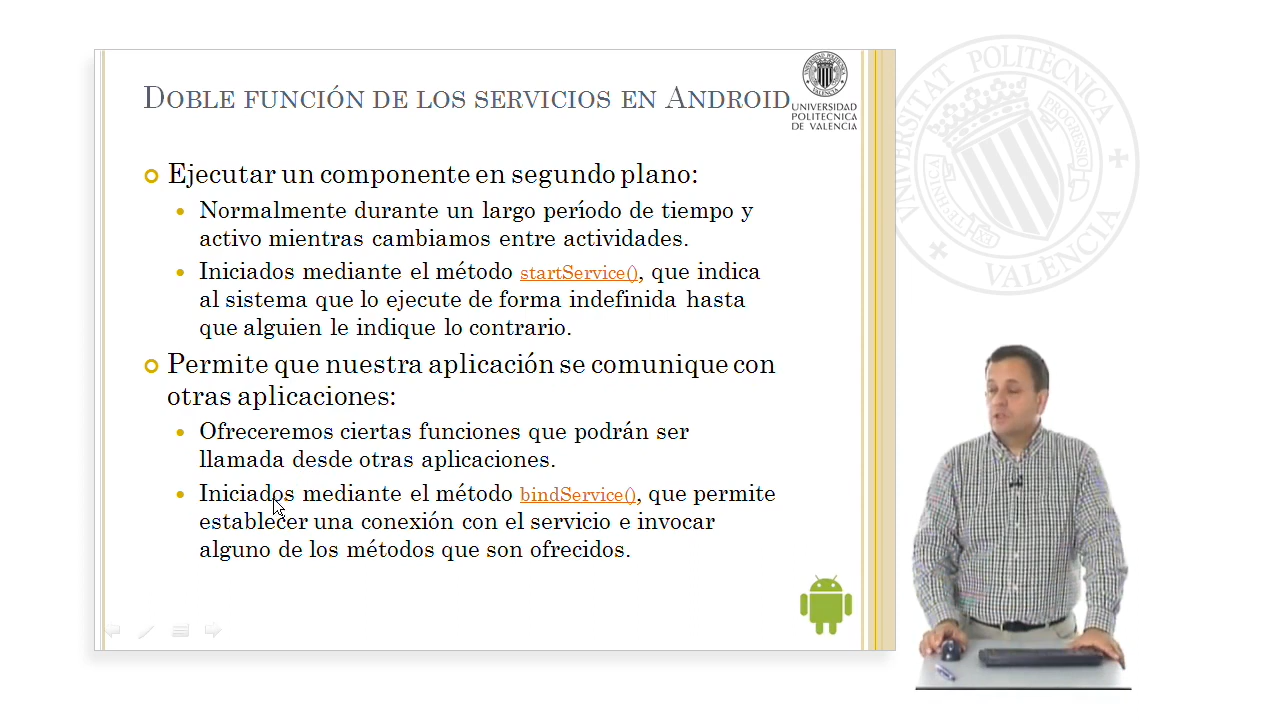 DOBLE FUNCIÓN DE LOS SERVICIOS EN ANDROID
UNIVERSIDAD
POLITECNICA
DE VALENCIA
Ejecutar un componente en segundo plano:
Normalmente durante un largo período de tiempo y
activo mientras cambiamos entre actividades.
Iniciados mediante el método startService(), que indica
al sistema que lo ejecute de forma indefinida hasta
que alguien le indique lo contrario.
Permite que nuestra aplicación se comunique con
otras aplicaciones:
Ofreceremos ciertas funciones que podrán ser
llamada desde otras aplicaciones.
Iniciados mediante el método bindService(), que permite
establecer una conexión con el servicio e invocar
alguno de los métodos que son ofrecidos.
UNIVERSITAT POLITÈCNICA
VALÈNCIA
PROGRESSIO